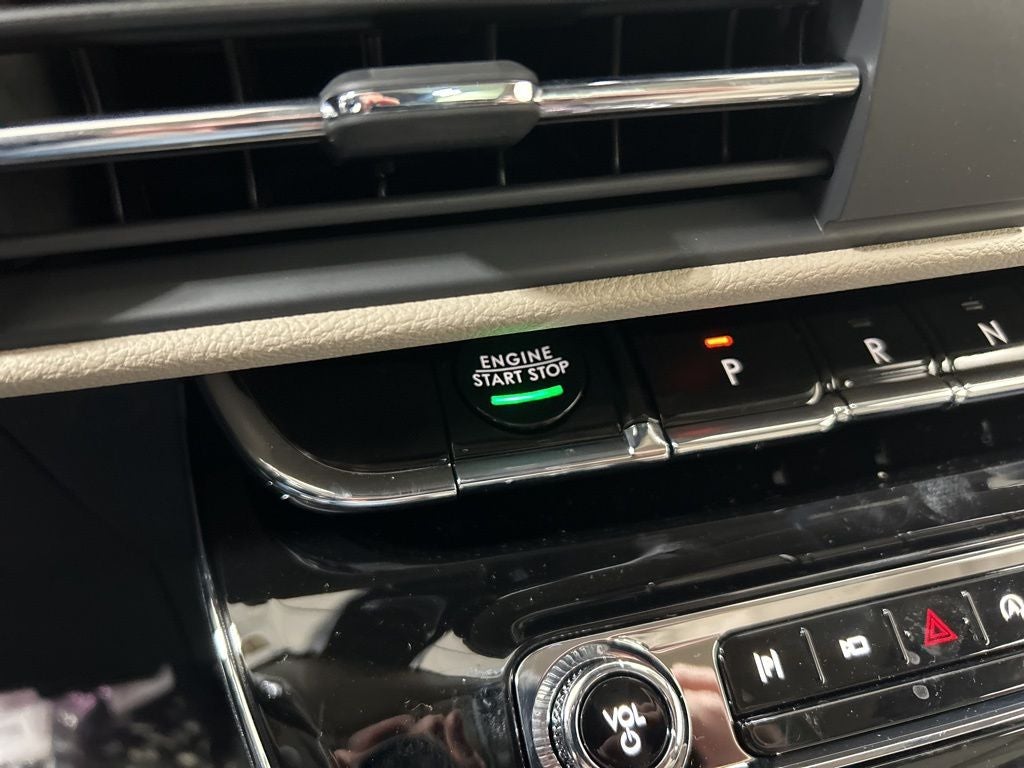 ENGINE
START STOP
P
R
N
VOL